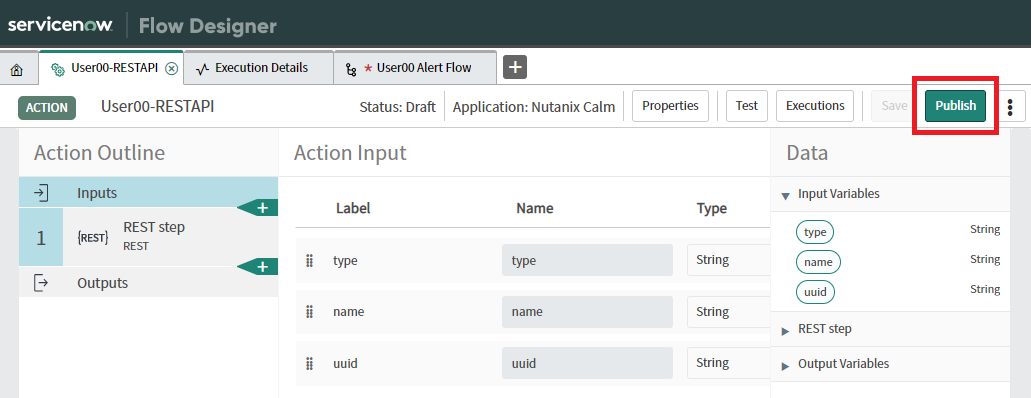 servicenow Flow Designer
User00-RESTAPI Execution Details * User00 Alert Flow +
ACTION User00-RESTAPI Status: Draft Application: Nutanix Calm Properties Test Executions Save Publish
Action Outline Action Input Data
Inputs Input Variables
+
Label Name Type
1 {REST} REST step
REST
type String
name String
uuid String
+
Outputs
type type String
name name String
uuid uuid String
REST step
Output Variables